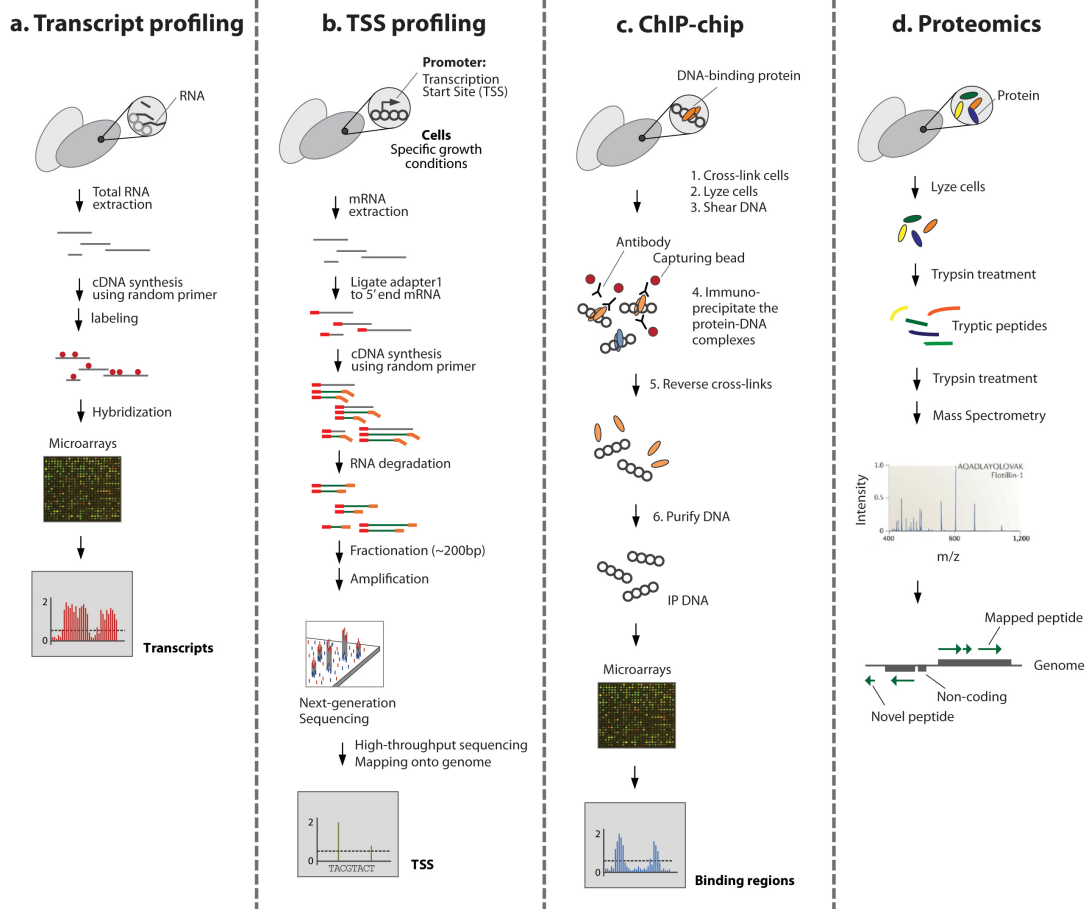 a. Transcript profiling
RNA
Total RNA
extraction
cDNA synthesis
using random primer
labeling
Hybridization
Microarrays
2
0
Transcripts
b. TSS profiling
Promoter:
Transcription
Start Site (TSS)
Cells
Specific growth
conditions
mRNA
extraction
Ligate adapter1
to 5' end mRNA
cDNA synthesis
using random primer
RNA degradation
Fractionation (~200bp)
Amplification
Next-generation
Sequencing
High-throughput sequencing
Mapping onto genome
2
0
TACGTACT
TSS
c. ChIP-chip
DNA-binding protein
1. Cross-link cells
2. Lyze cells
3. Shear DNA
Antibody
Capturing bead
4. Immuno-
precipitate the
protein-DNA
complexes
5. Reverse cross-links
6. Purify DNA
IP DNA
Microarrays
2
0
Binding regions
d. Proteomics
Protein
Lyze cells
Trypsin treatment
Tryptic peptides
Trypsin treatment
Mass Spectrometry
AQADLAYQLQVAK
Flotillin-1
Intensity
1.0
0.5
0
400 800 1,200
m/z
Mapped peptide
Genome
Non-coding
Novel peptide